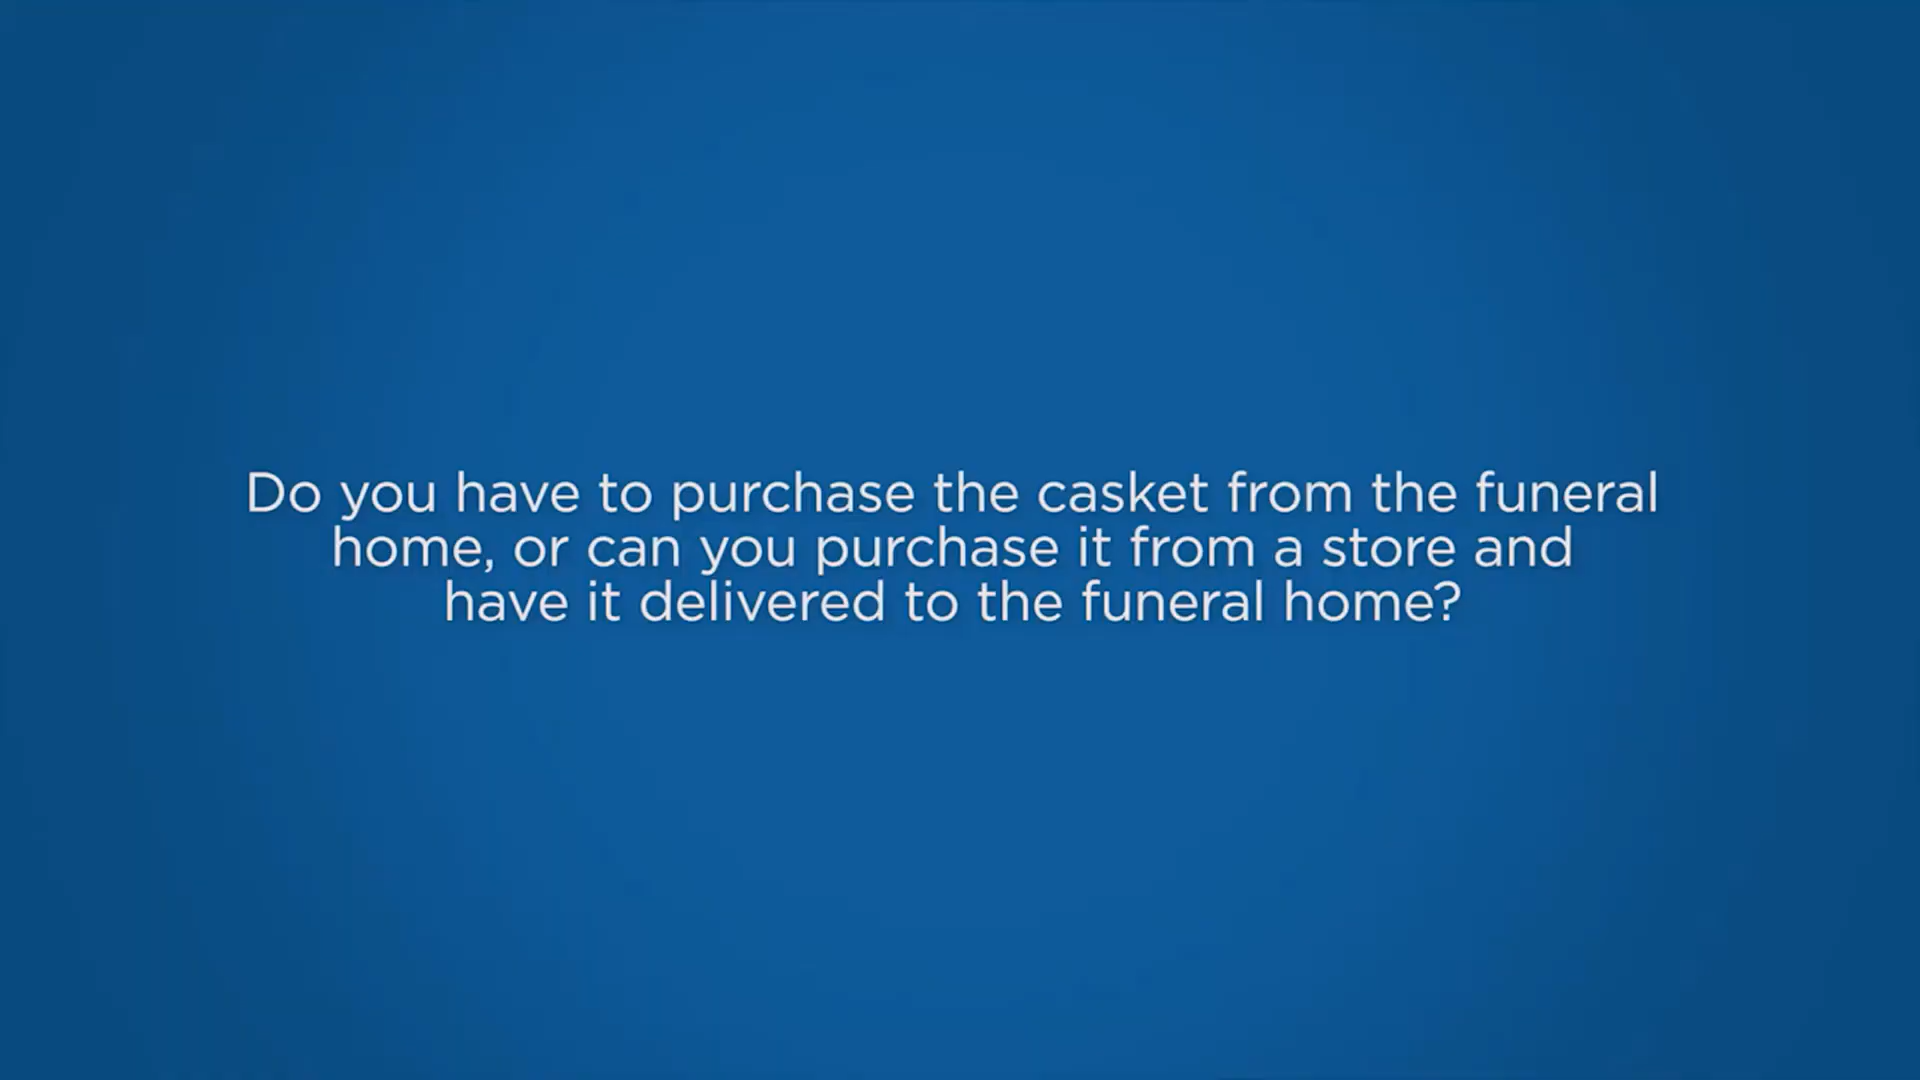 Do you have to purchase the casket from the funeral
home, or can you purchase it from a store and
have it delivered to the funeral home?